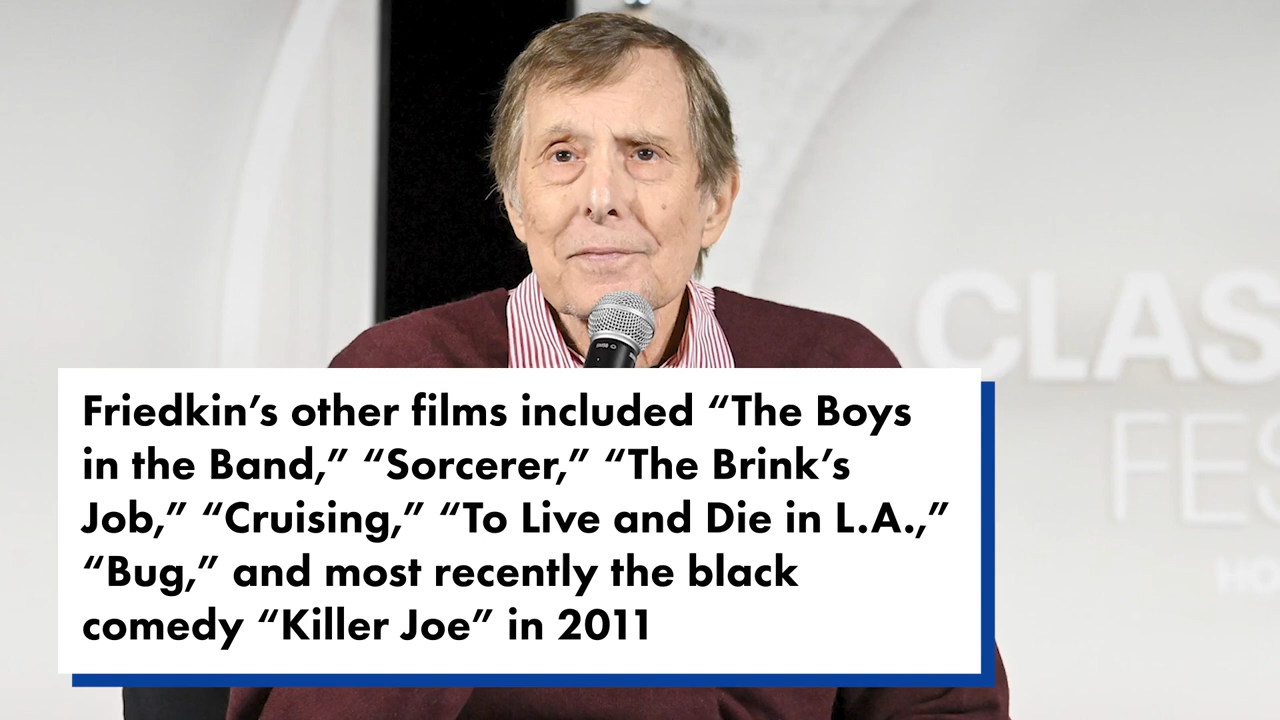 Friedkin’s other films included “The Boys
in the Band,” “Sorcerer,” “The Brink’s
Job,” “Cruising,” “To Live and Die in L.A.,”
“Bug,” and most recently the black
comedy “Killer Joe” in 2011
CLAS
FES
HO